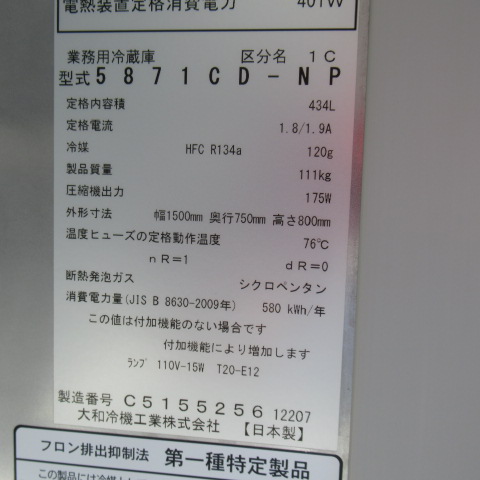 電熱装置定格消費電力 401W
業務用冷蔵庫 区分名 1C
型式 5871CD-NP
定格内容積 434L
定格電流 1.8/1.9A
冷媒 HFC R134a 120g
製品質量 111kg
圧縮機出力 175W
外形寸法 幅1500mm 奥行750mm 高さ800mm
温度ヒューズの定格動作温度 76℃
nR=1 dR=0
断熱発泡ガス シクロペンタン
消費電力量(JIS B 8630-2009年) 580 kWh/年
この値は付加機能のない場合です
付加機能により増加します
ﾗﾝﾌﾟ 110V-15W T20-E12
製造番号 C5155256 12207
大和冷機工業株式会社 【日本製】
フロン排出抑制法 第一種特定製品
この製品には冷媒